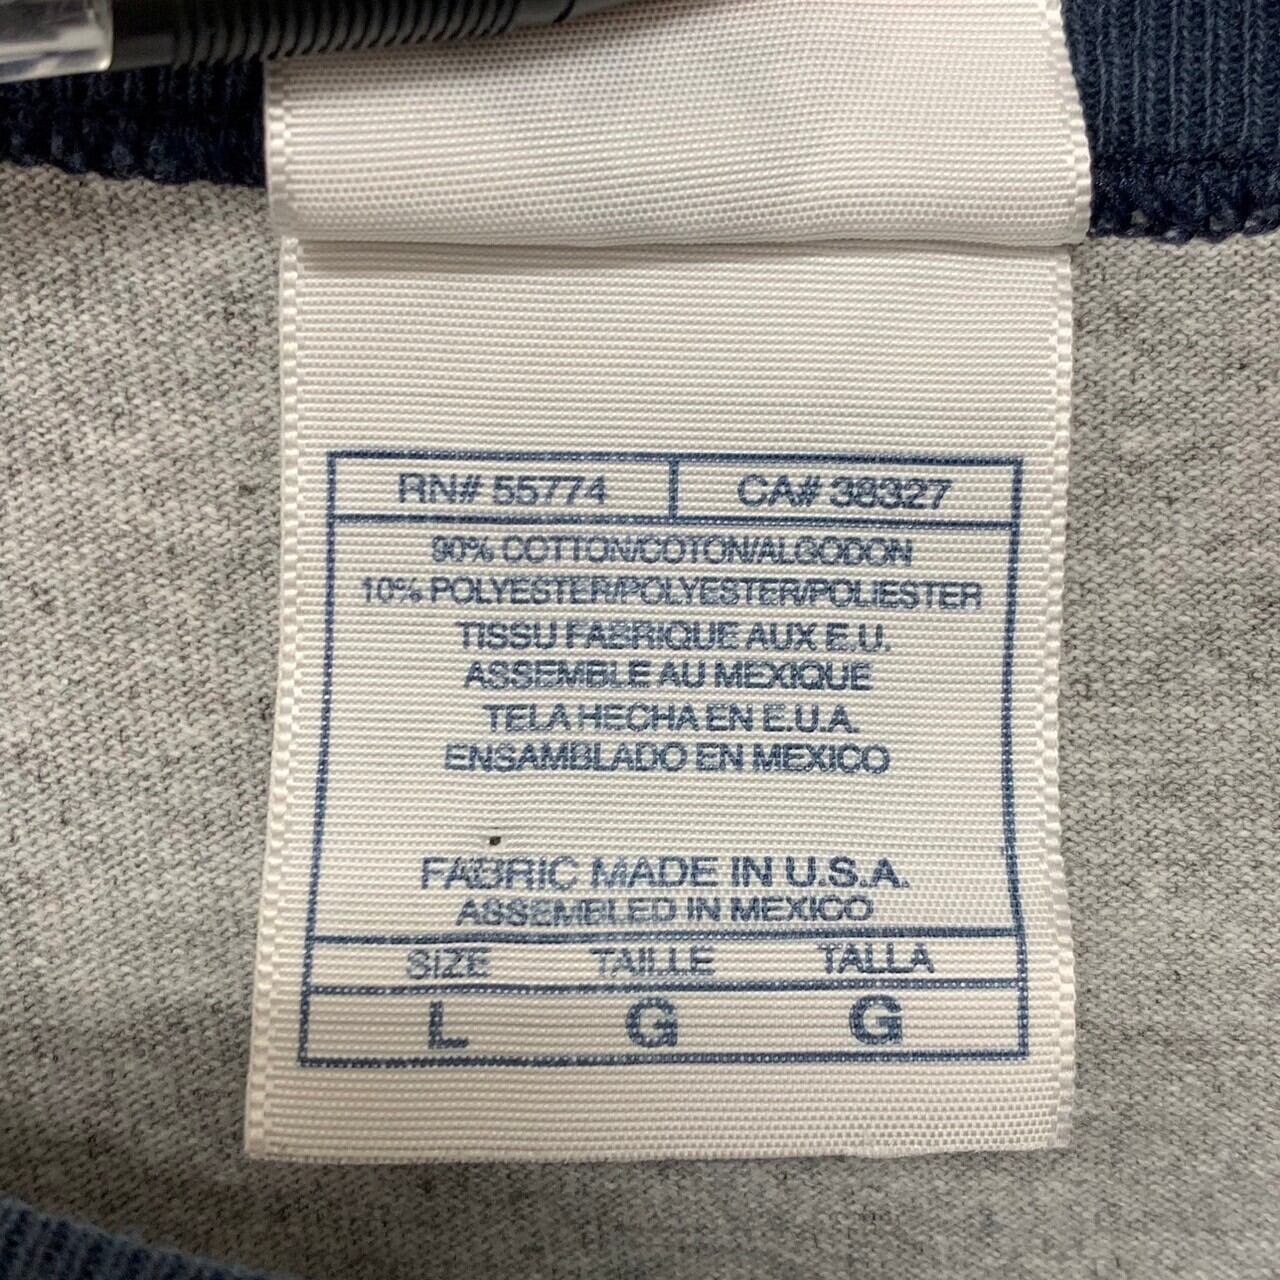 RN# 55774 CA# 38327
90% COTTON/COTON/ALGODON
10% POLYESTER/POLYESTER/POLIESTER
TISSU FABRIQUE AUX E.U.
ASSEMBLE AU MEXIQUE
TELA HECHA EN E.U.A.
ENSAMBLADO EN MEXICO
FABRIC MADE IN U.S.A.
ASSEMBLED IN MEXICO
SIZE TAILLE TALLA
L G G